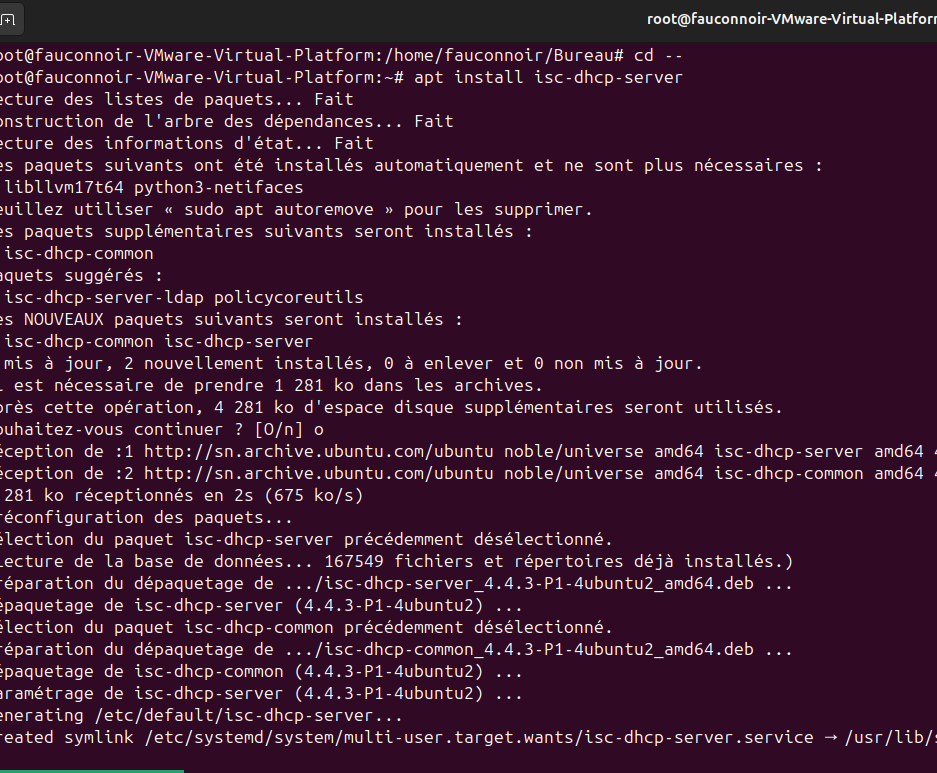 root@fauconnoir-VMware-Virtual-Platform
oot@fauconnoir-VMware-Virtual-Platform:/home/fauconnoir/Bureau# cd --
oot@fauconnoir-VMware-Virtual-Platform:~# apt install isc-dhcp-server
ecture des listes de paquets... Fait
onstruction de l'arbre des dépendances... Fait
ecture des informations d'état... Fait
es paquets suivants ont été installés automatiquement et ne sont plus nécessaires :
libllvm17t64 python3-netifaces
euillez utiliser « sudo apt autoremove » pour les supprimer.
es paquets supplémentaires suivants seront installés :
isc-dhcp-common
aquets suggérés :
isc-dhcp-server-ldap policycoreutils
es NOUVEAUX paquets suivants seront installés :
isc-dhcp-common isc-dhcp-server
mis à jour, 2 nouvellement installés, 0 à enlever et 0 non mis à jour.
l est nécessaire de prendre 1 281 ko dans les archives.
près cette opération, 4 281 ko d'espace disque supplémentaires seront utilisés.
ouhaitez-vous continuer ? [O/n] o
éception de :1 http://sn.archive.ubuntu.com/ubuntu noble/universe amd64 isc-dhcp-server amd64 4
éception de :2 http://sn.archive.ubuntu.com/ubuntu noble/universe amd64 isc-dhcp-common amd64 4
281 ko réceptionnés en 2s (675 ko/s)
réconfiguration des paquets...
élection du paquet isc-dhcp-server précédemment désélectionné.
Lecture de la base de données... 167549 fichiers et répertoires déjà installés.)
réparation du dépaquetage de .../isc-dhcp-server_4.4.3-P1-4ubuntu2_amd64.deb ...
épaquetage de isc-dhcp-server (4.4.3-P1-4ubuntu2) ...
élection du paquet isc-dhcp-common précédemment désélectionné.
réparation du dépaquetage de .../isc-dhcp-common_4.4.3-P1-4ubuntu2_amd64.deb ...
épaquetage de isc-dhcp-common (4.4.3-P1-4ubuntu2) ...
aramétrage de isc-dhcp-server (4.4.3-P1-4ubuntu2) ...
enerating /etc/default/isc-dhcp-server...
reated symlink /etc/systemd/system/multi-user.target.wants/isc-dhcp-server.service → /usr/lib/s